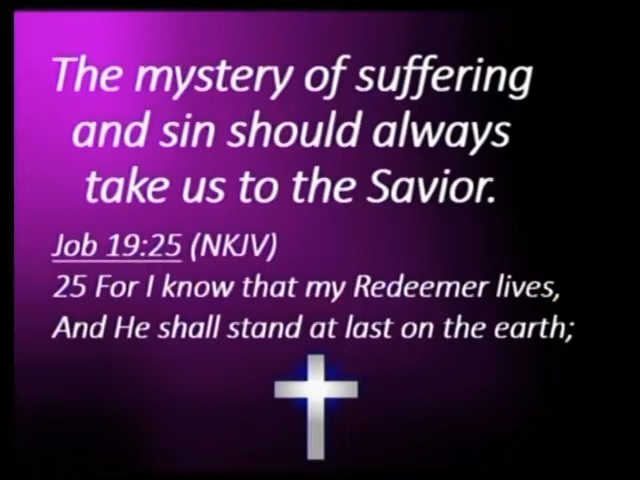 The mystery of suffering
and sin should always
take us to the Savior.
Job 19:25 (NKJV)
25 For I know that my Redeemer lives,
And He shall stand at last on the earth;